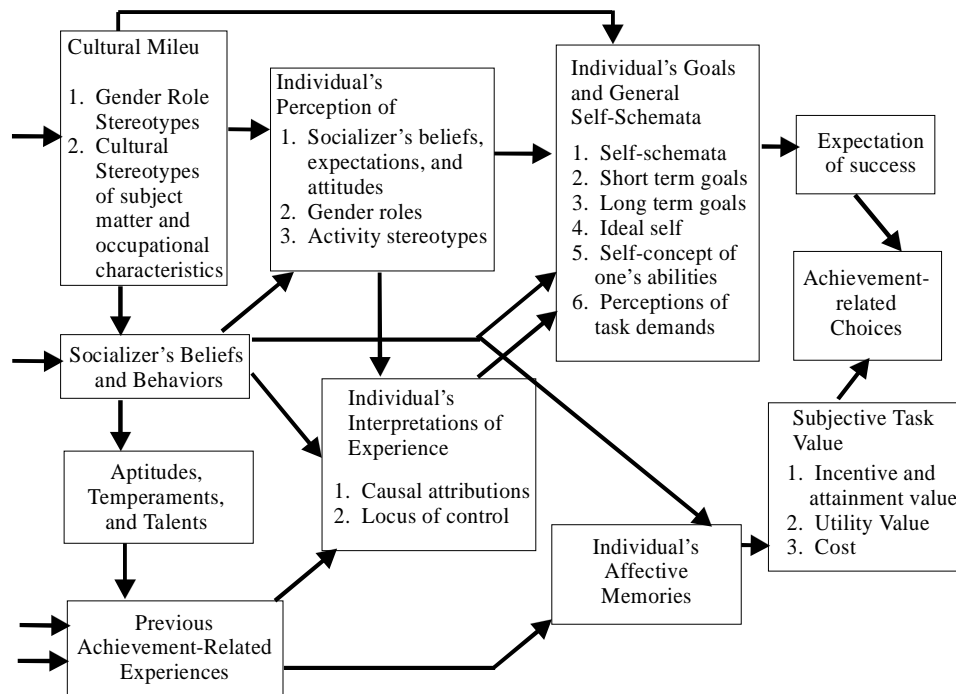 Cultural Mileu
1. Gender Role
Stereotypes
2. Cultural
Stereotypes
of subject
matter and
occupational
characteristics
Individual’s
Perception of
1. Socializer’s beliefs,
expectations, and
attitudes
2. Gender roles
3. Activity stereotypes
Individual’s Goals
and General
Self-Schemata
1. Self-schemata
2. Short term goals
3. Long term goals
4. Ideal self
5. Self-concept of
one’s abilities
6. Perceptions of
task demands
Expectation
of success
Achievement-
related
Choices
Socializer’s Beliefs
and Behaviors
Individual’s
Interpretations of
Experience
1. Causal attributions
2. Locus of control
Subjective Task
Value
1. Incentive and
attainment value
2. Utility Value
3. Cost
Aptitudes,
Temperaments,
and Talents
Individual’s
Affective
Memories
Previous
Achievement-Related
Experiences